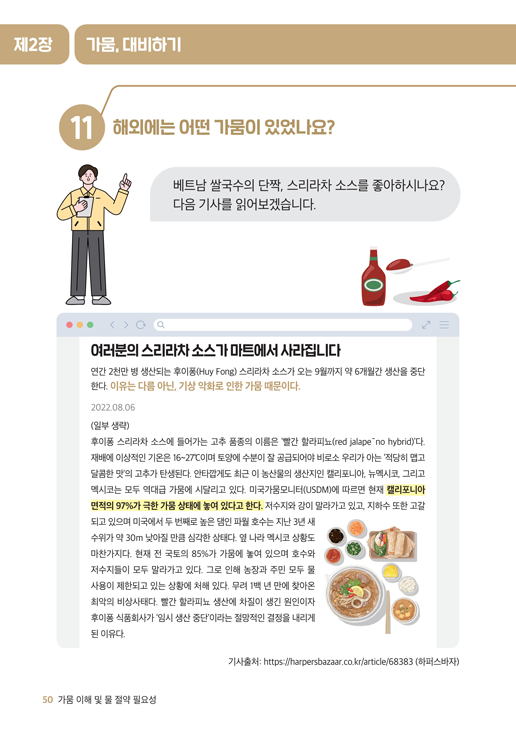 제2장
가뭄, 대비하기
11
해외에는 어떤 가뭄이 있었나요?
베트남 쌀국수의 단짝, 스리라차 소스를 좋아하시나요?
다음 기사를 읽어보겠습니다.
여러분의 스리라차 소스가 마트에서 사라집니다
연간 2천만 병 생산되는 후이퐁(Huy Fong) 스리라차 소스가 오는 9월까지 약 6개월간 생산을 중단
한다. 이유는 다름 아닌, 기상 악화로 인한 가뭄 때문이다.
2022.08.06
(일부 생략)
후이퐁 스리라차 소스에 들어가는 고추 품종의 이름은 '빨간 할라피뇨(red jalape˜no hybrid)'다.
재배에 이상적인 기온은 16~27℃이며 토양에 수분이 잘 공급되어야 비로소 우리가 아는 '적당히 맵고
달콤한 맛'의 고추가 탄생된다. 안타깝게도 최근 이 농산물의 생산지인 캘리포니아, 뉴멕시코, 그리고
멕시코는 모두 역대급 가뭄에 시달리고 있다. 미국가뭄모니터(USDM)에 따르면 현재 캘리포니아
면적의 97%가 극한 가뭄 상태에 놓여 있다고 한다. 저수지와 강이 말라가고 있고, 지하수 또한 고갈
되고 있으며 미국에서 두 번째로 높은 댐인 파월 호수는 지난 3년 새
수위가 약 30m 낮아질 만큼 심각한 상태다. 옆 나라 멕시코 상황도
마찬가지다. 현재 전 국토의 85%가 가뭄에 놓여 있으며 호수와
저수지들이 모두 말라가고 있다. 그로 인해 농장과 주민 모두 물
사용이 제한되고 있는 상황에 처해 있다. 무려 1백 년 만에 찾아온
최악의 비상사태다. 빨간 할라피뇨 생산에 차질이 생긴 원인이자
후이퐁 식품회사가 '임시 생산 중단'이라는 절망적인 결정을 내리게
된 이유다.
기사출처: https://harpersbazaar.co.kr/article/68383 (하퍼스바자)
50 가뭄 이해 및 물 절약 필요성